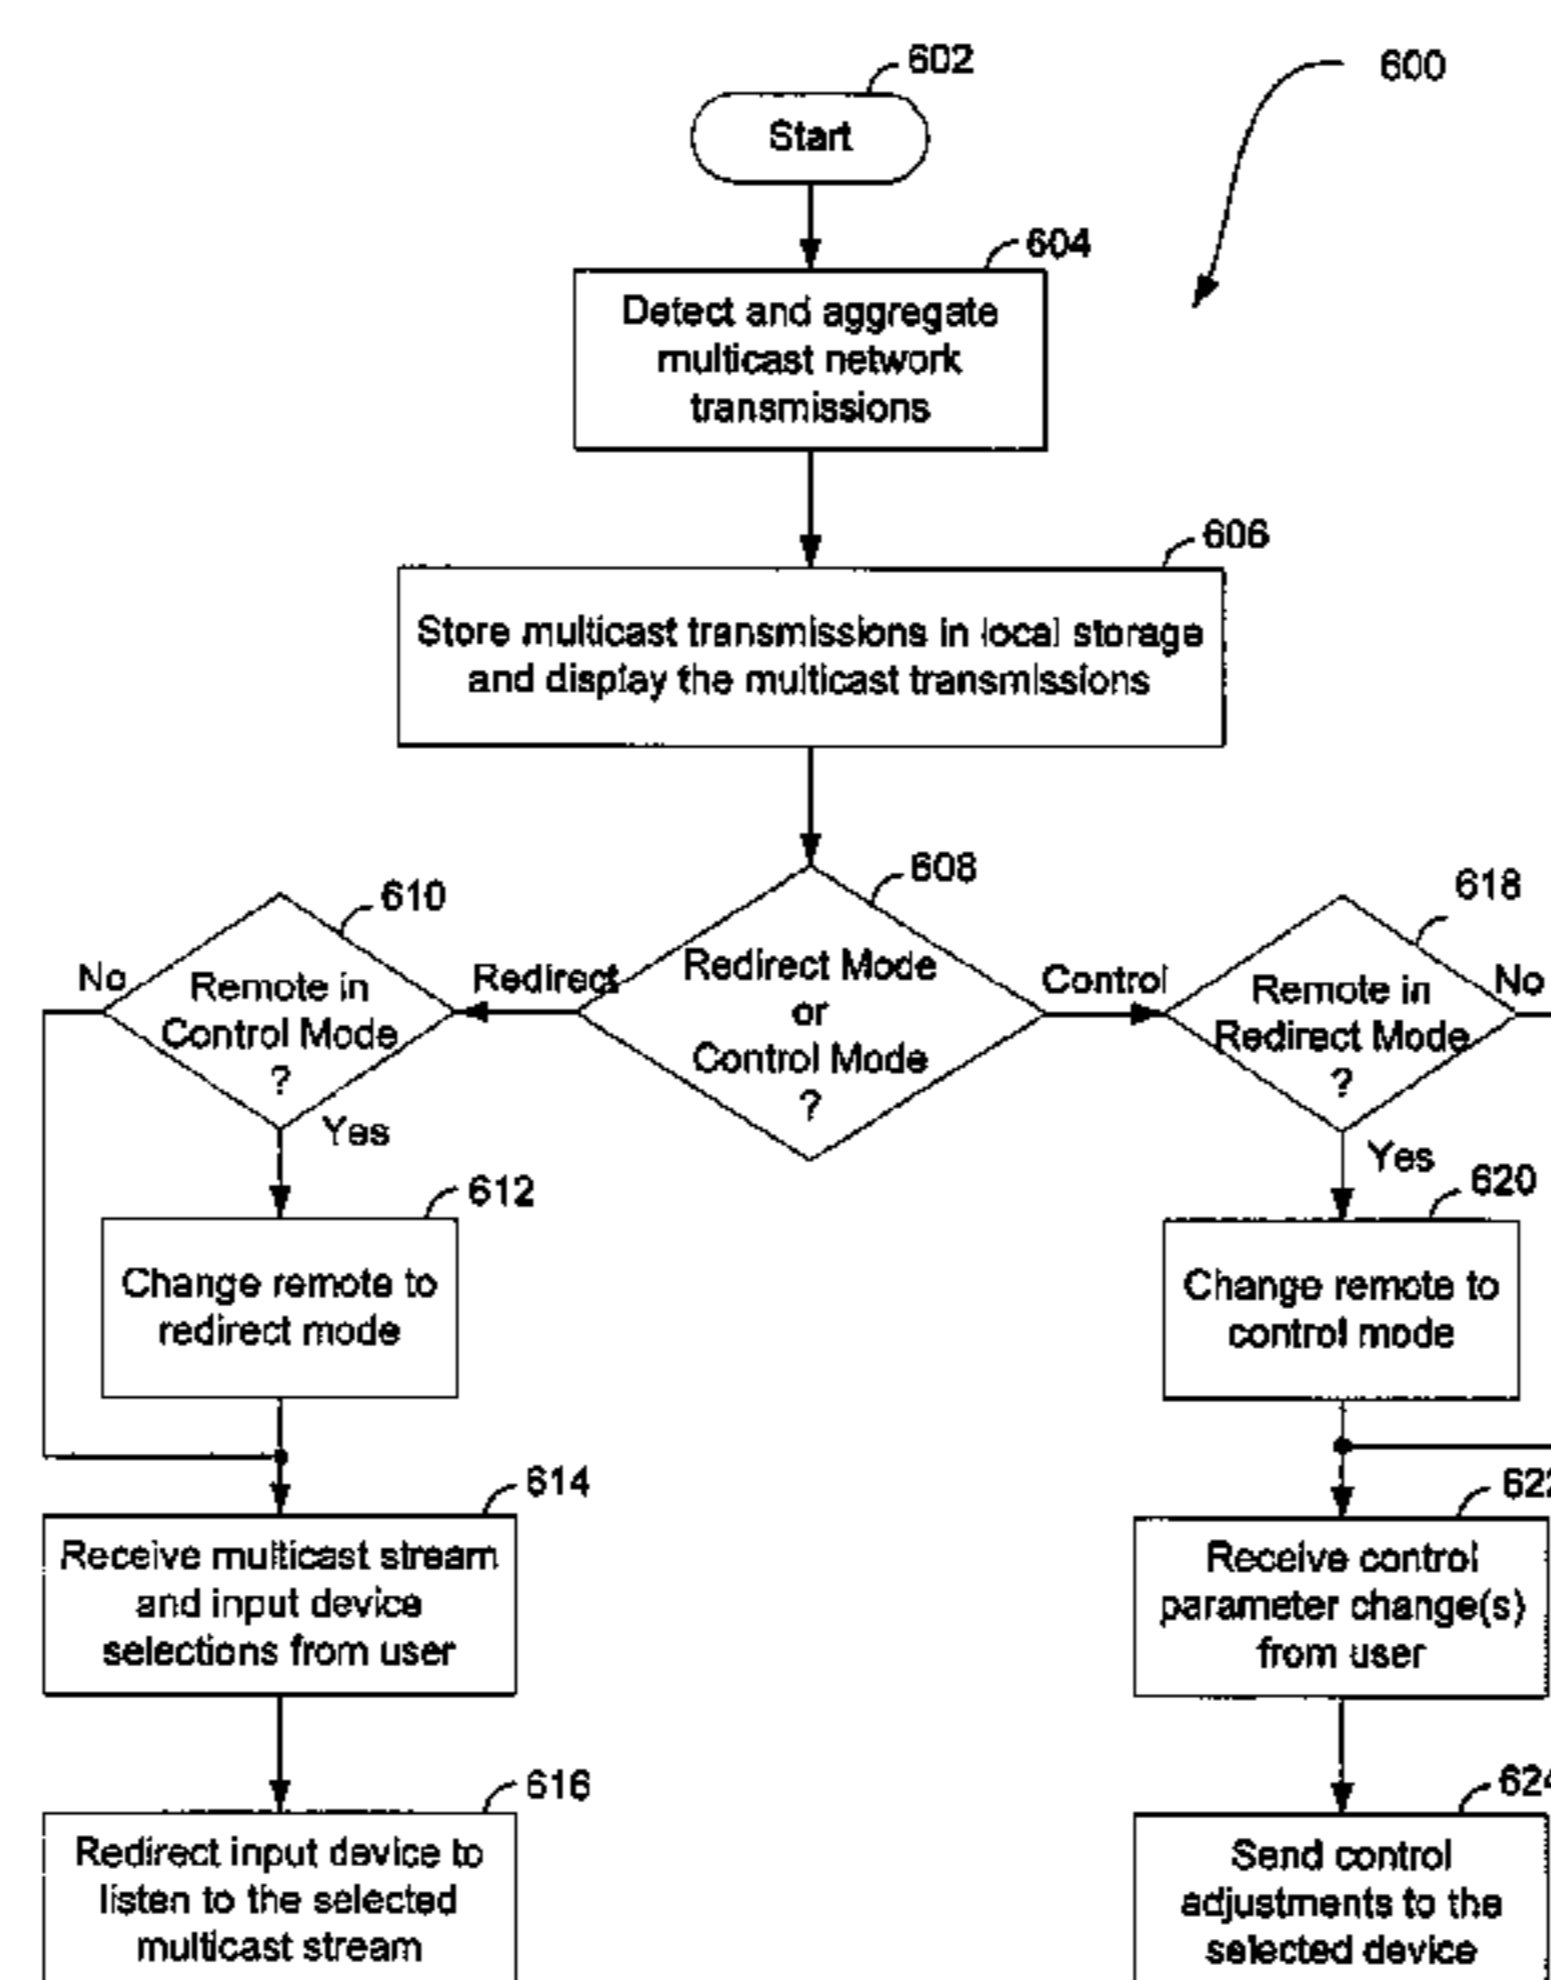 602
600
Start
604
Detect and aggregate
multicast network
transmissions
606
Store multicast transmissions in local storage
and display the multicast transmissions
608
Redirect Mode
or
Control Mode
?
Redirect
Control
610
Remote in
Control Mode
?
No
Yes
612
Change remote to
redirect mode
614
Receive multicast stream
and input device
selections from user
616
Redirect input device to
listen to the selected
multicast stream
618
Remote in
Redirect Mode
?
No
Yes
620
Change remote to
control mode
622
Receive control
parameter change(s)
from user
624
Send control
adjustments to the
selected device